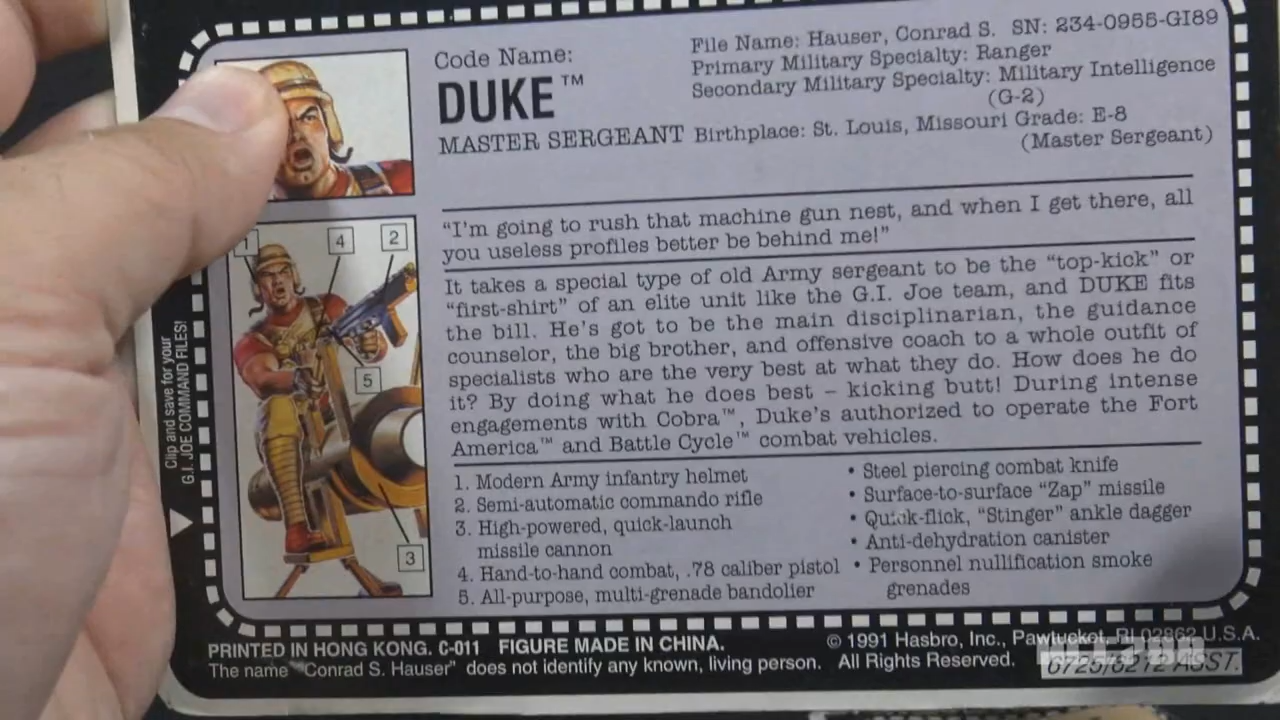 Code Name:
DUKE™
MASTER SERGEANT
File Name: Hauser, Conrad S. SN: 234-0955-GI89
Primary Military Specialty: Ranger
Secondary Military Specialty: Military Intelligence
(G-2)
Birthplace: St. Louis, Missouri Grade: E-8
(Master Sergeant)
"I'm going to rush that machine gun nest, and when I get there, all
you useless profiles better be behind me!"
It takes a special type of old Army sergeant to be the "top-kick" or
"first-shirt" of an elite unit like the G.I. Joe team, and DUKE fits
the bill. He's got to be the main disciplinarian, the guidance
counselor, the big brother, and offensive coach to a whole outfit of
specialists who are the very best at what they do. How does he do
it? By doing what he does best – kicking butt! During intense
engagements with Cobra™, Duke's authorized to operate the Fort
America™ and Battle Cycle™ combat vehicles.
1
4
2
5
3
1. Modern Army infantry helmet
2. Semi-automatic commando rifle
3. High-powered, quick-launch
missile cannon
4. Hand-to-hand combat, .78 caliber pistol
5. All-purpose, multi-grenade bandolier
• Steel piercing combat knife
• Surface-to-surface "Zap" missile
• Quick-flick, "Stinger" ankle dagger
• Anti-dehydration canister
• Personnel nullification smoke
grenades
Clip and save for your
G.I. JOE COMMAND FILES!
PRINTED IN HONG KONG. C-011 FIGURE MADE IN CHINA.
The name "Conrad S. Hauser" does not identify any known, living person.
© 1991 Hasbro, Inc., Pawtucket, RI 02862 U.S.A.
All Rights Reserved.
6725/6212 ASST.